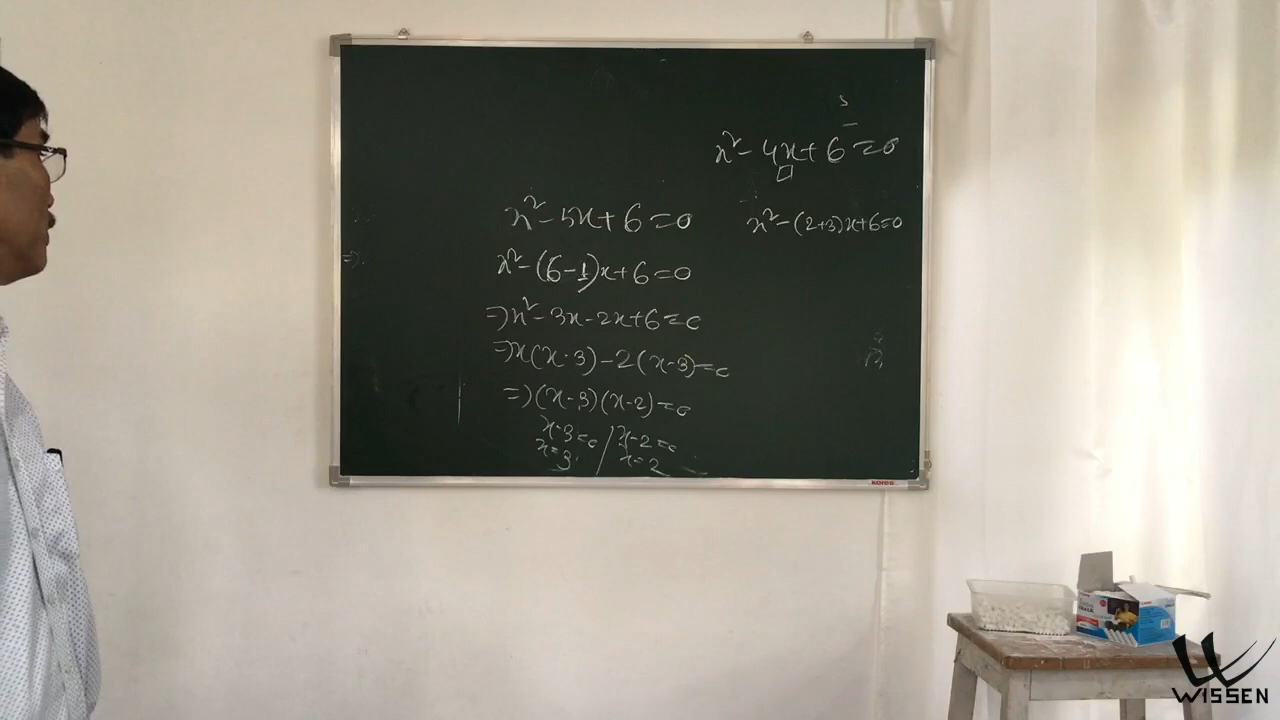 x² - 4x + 6 = 0
x² - 5x + 6 = 0
x² - (2+3)x + 6 = 0
x² - (6-1)x + 6 = 0
⇒ x² - 3x - 2x + 6 = 0
⇒ x(x-3) - 2(x-3) = 0
⇒ (x-3)(x-2) = 0
x-3=0 / x-2=0
x=3 / x=2
KORES
WISSEN